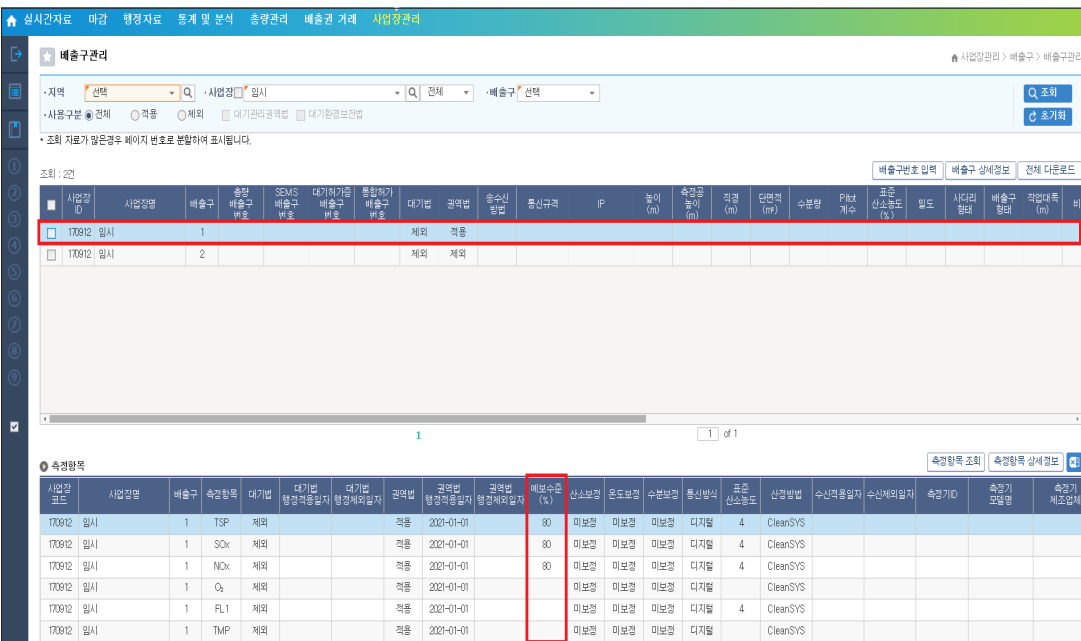 실시간자료 마감 행정자료 통계 및 분석 총량관리 배출권 거래 사업장관리
배출구관리
사업장관리 > 배출구 > 배출구관리
·지역 선택 ·사업장 임시 전체 ·배출구 선택 조회
·사용구분 전체 적용 제외 대기관리권역법 대기환경보전법 초기화
• 조회 자료가 많은경우 페이지 번호로 분할하여 표시됩니다.
조회 : 2건 배출구번호 입력 배출구 상세정보 전체 다운로드
사업장 ID 사업장명 배출구 총량 배출구 번호 SEMS 배출구 번호 대기허가증 배출구 번호 통합허가 배출구 번호 대기법 권역법 송수신 방법 통신규격 IP 높이 (m) 측정공 높이 (m) 직경 (m) 단면적 (㎡) 수분량 Pitot 계수 표준 산소농도 (%) 밀도 사다리 형태 배출구 형태 작업대폭 (m) 비
170912 임시 1 제외 적용
170912 임시 2 제외 제외
1 1 of 1
측정항목 측정항목 조회 측정항목 상세정보
사업장 코드 사업장명 배출구 측정항목 대기법 대기법 행정적용일자 대기법 행정제외일자 권역법 권역법 행정적용일자 권역법 행정제외일자 예보수준 (%) 산소보정 온도보정 수분보정 통신방식 표준 산소농도 산정방법 수신적용일자 수신제외일자 측정기ID 측정기 모델명 측정기 제조업체
170912 임시 1 TSP 제외 적용 2021-01-01 80 미보정 미보정 미보정 디지털 4 CleanSYS
170912 임시 1 SOx 제외 적용 2021-01-01 80 미보정 미보정 미보정 디지털 4 CleanSYS
170912 임시 1 NOx 제외 적용 2021-01-01 80 미보정 미보정 미보정 디지털 4 CleanSYS
170912 임시 1 O₂ 제외 적용 2021-01-01 미보정 미보정 미보정 디지털 CleanSYS
170912 임시 1 FL1 제외 적용 2021-01-01 미보정 미보정 미보정 디지털 4 CleanSYS
170912 임시 1 TMP 제외 적용 2021-01-01 미보정 미보정 미보정 디지털 CleanSYS
① ② ③ ④ ⑤ ⑥ ⑦ ⑧ ⑨